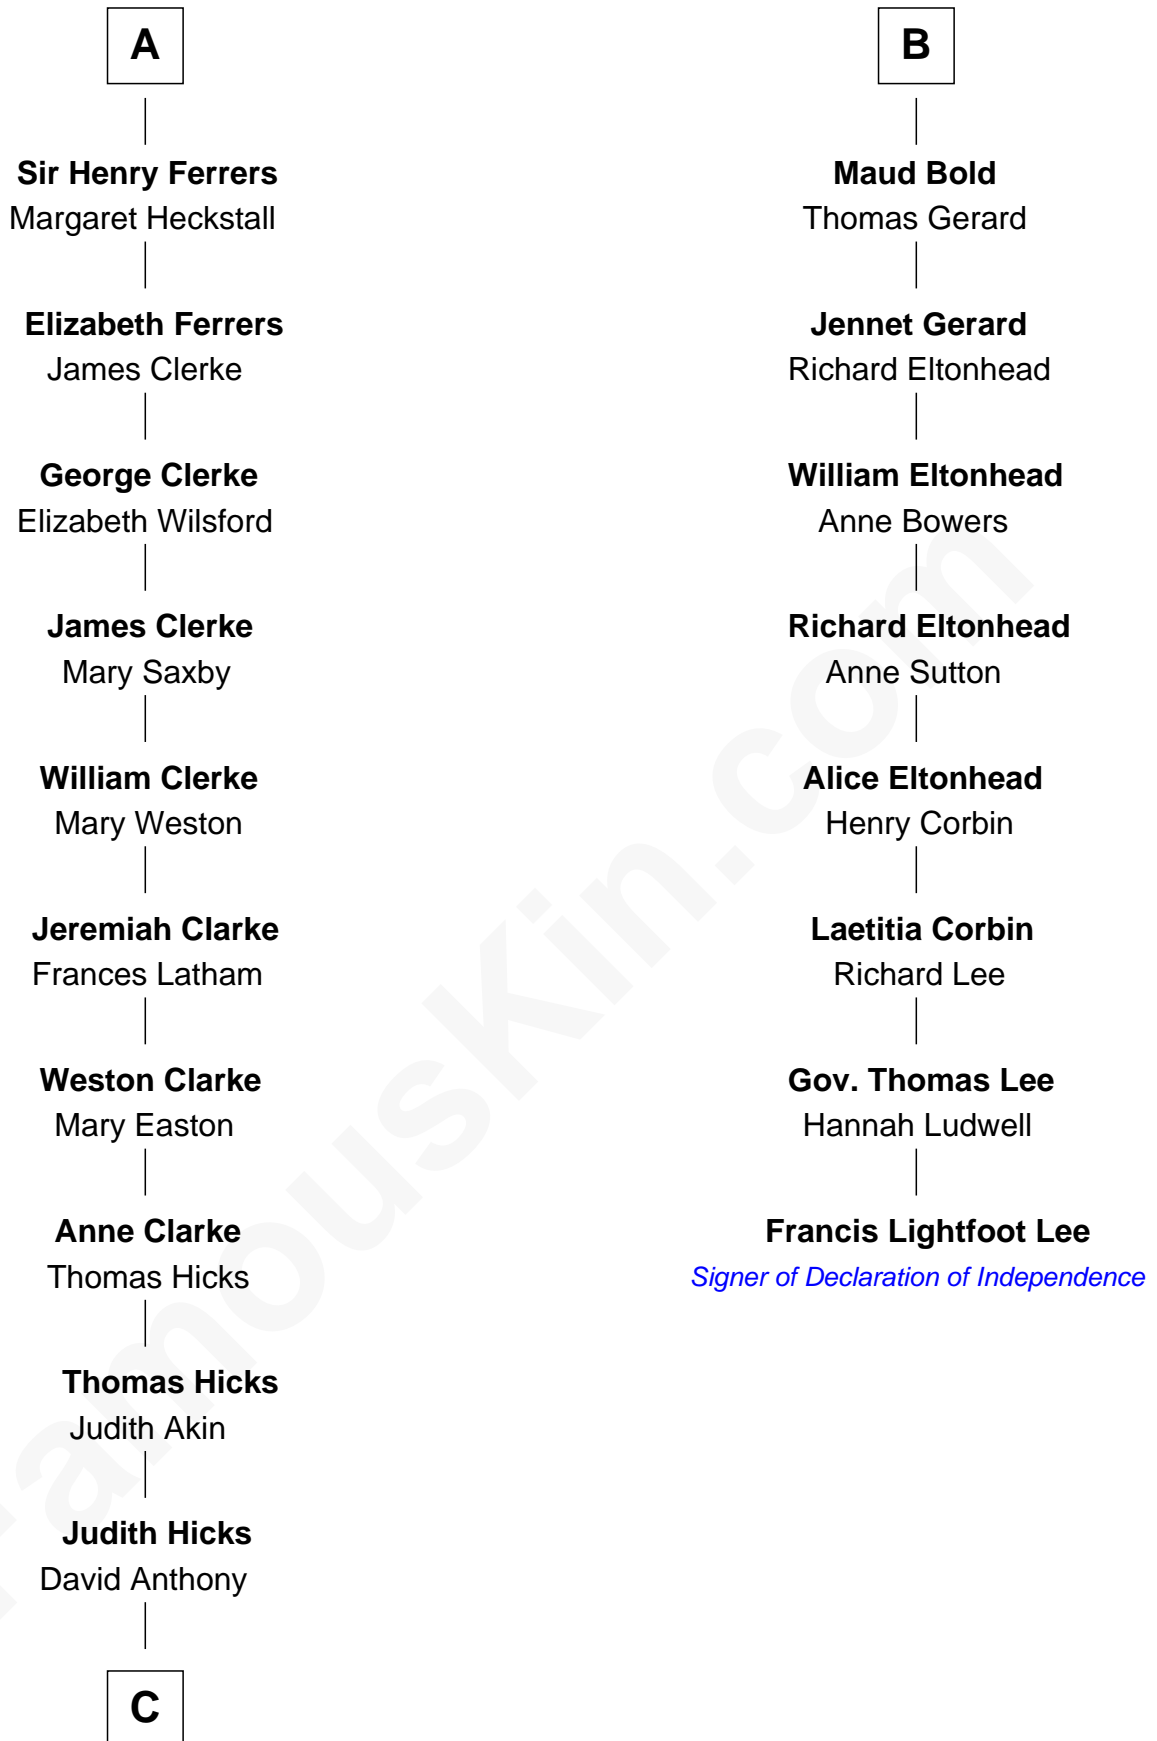 A
Sir Henry Ferrers
Margaret Heckstall
Elizabeth Ferrers
James Clerke
George Clerke
Elizabeth Wilsford
James Clerke
Mary Saxby
William Clerke
Mary Weston
Jeremiah Clarke
Frances Latham
Weston Clarke
Mary Easton
Anne Clarke
Thomas Hicks
Thomas Hicks
Judith Akin
Judith Hicks
David Anthony
C
B
Maud Bold
Thomas Gerard
Jennet Gerard
Richard Eltonhead
William Eltonhead
Anne Bowers
Richard Eltonhead
Anne Sutton
Alice Eltonhead
Henry Corbin
Laetitia Corbin
Richard Lee
Gov. Thomas Lee
Hannah Ludwell
Francis Lightfoot Lee
Signer of Declaration of Independence
FamousKin.com